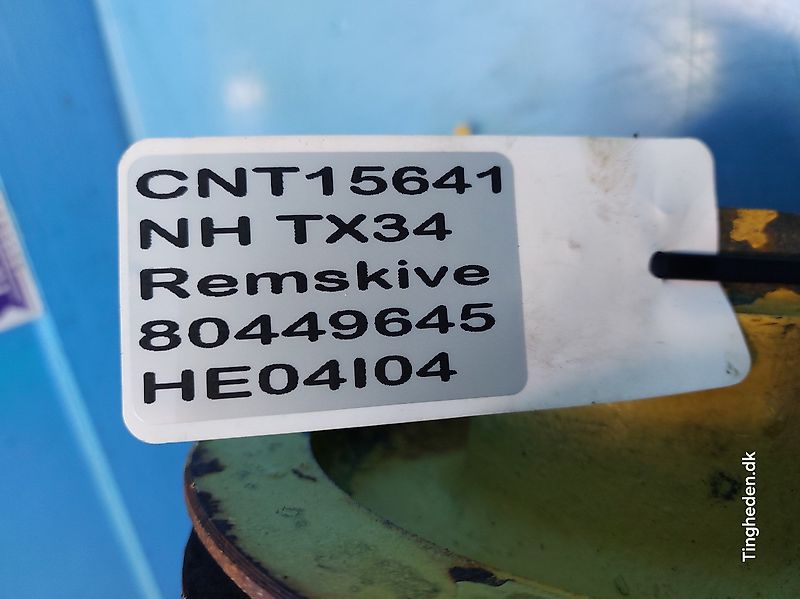 CNT15641
NH TX34
Remskive
80449645
HE04I04
Tingheden.dk